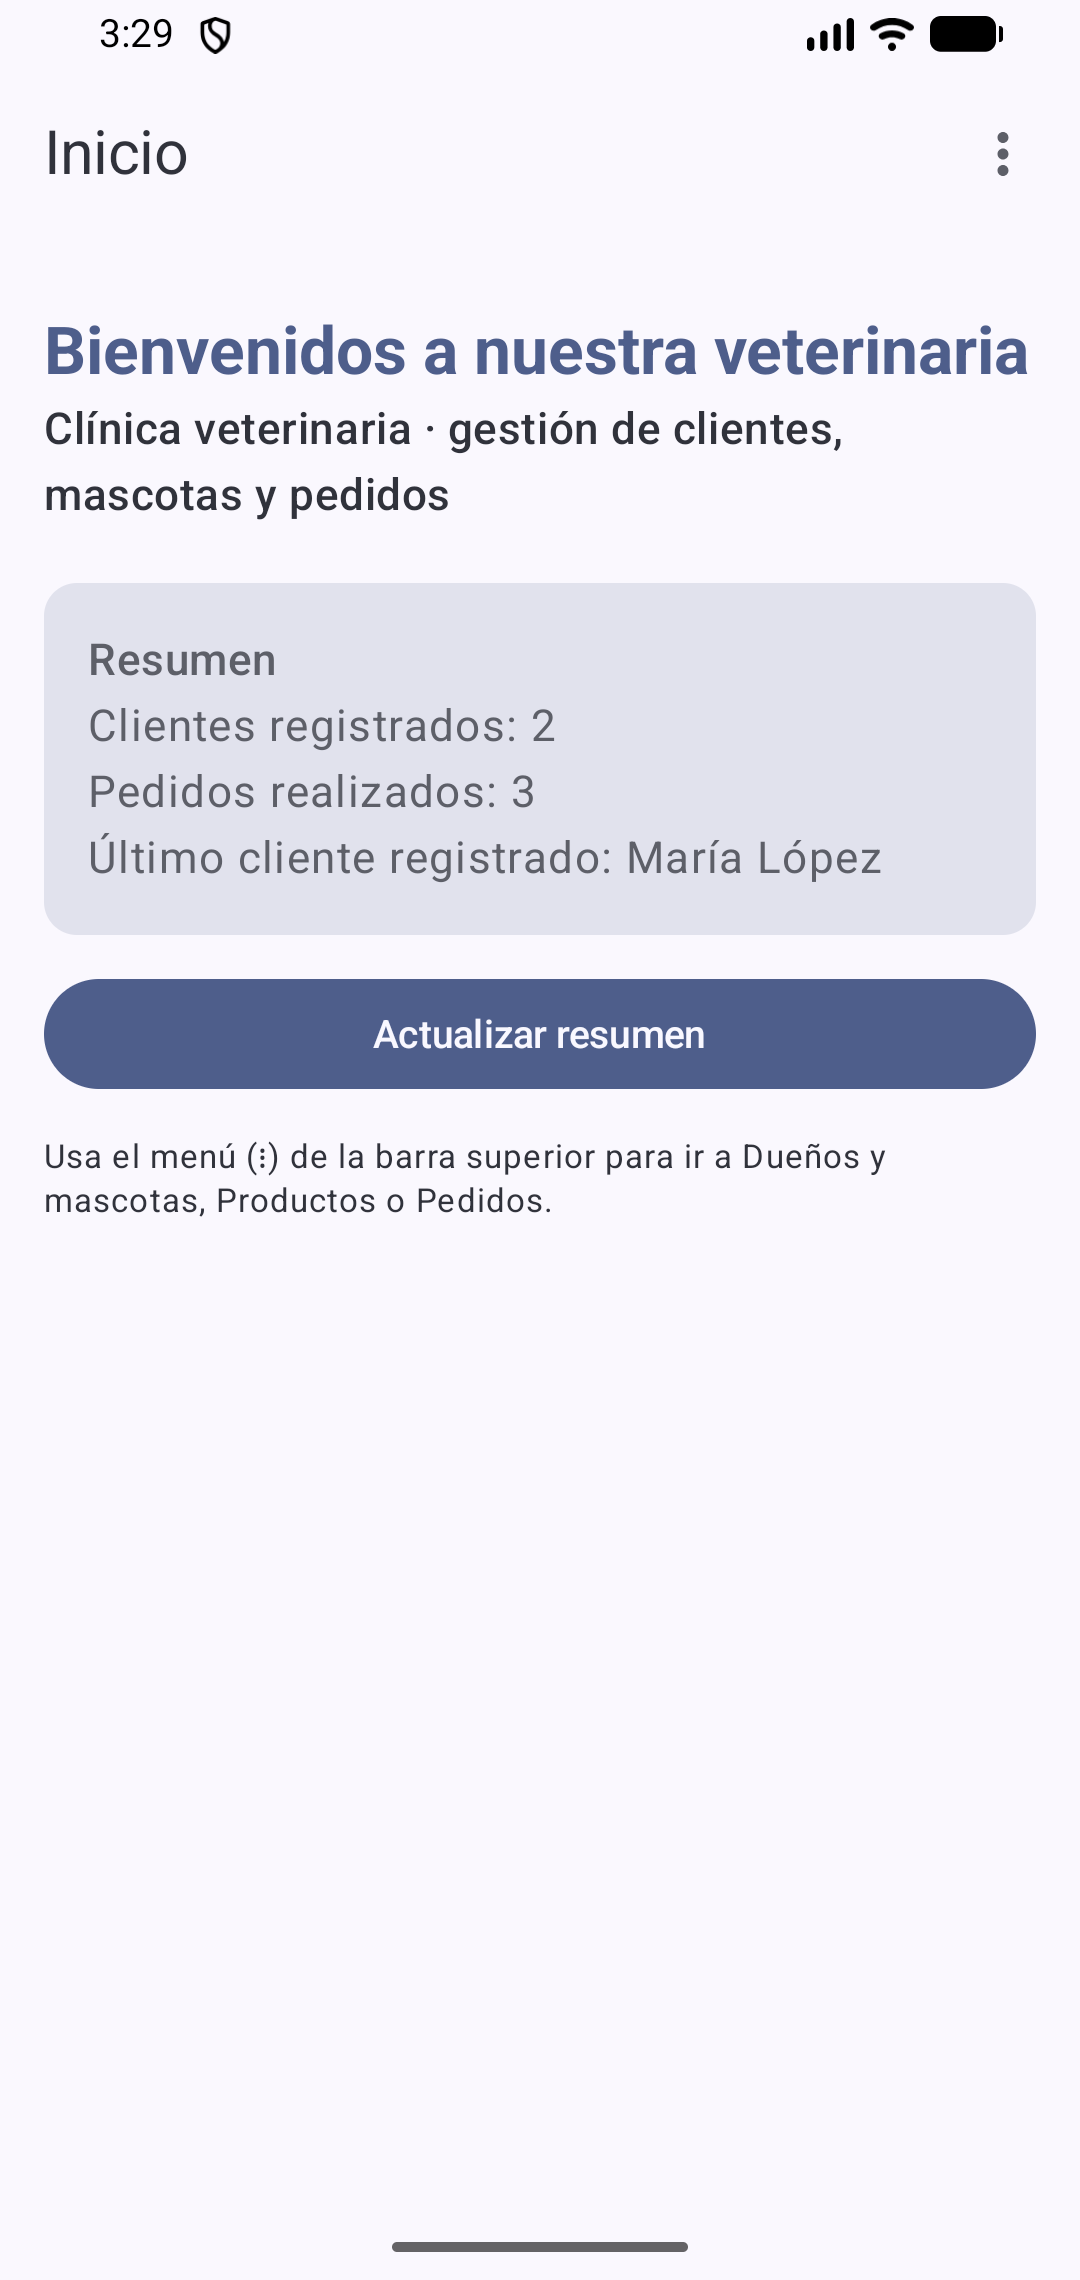 3:29
Inicio
Bienvenidos a nuestra veterinaria
Clínica veterinaria · gestión de clientes,
mascotas y pedidos
Resumen
Clientes registrados: 2
Pedidos realizados: 3
Último cliente registrado: María López
Actualizar resumen
Usa el menú (⋮) de la barra superior para ir a Dueños y
mascotas, Productos o Pedidos.